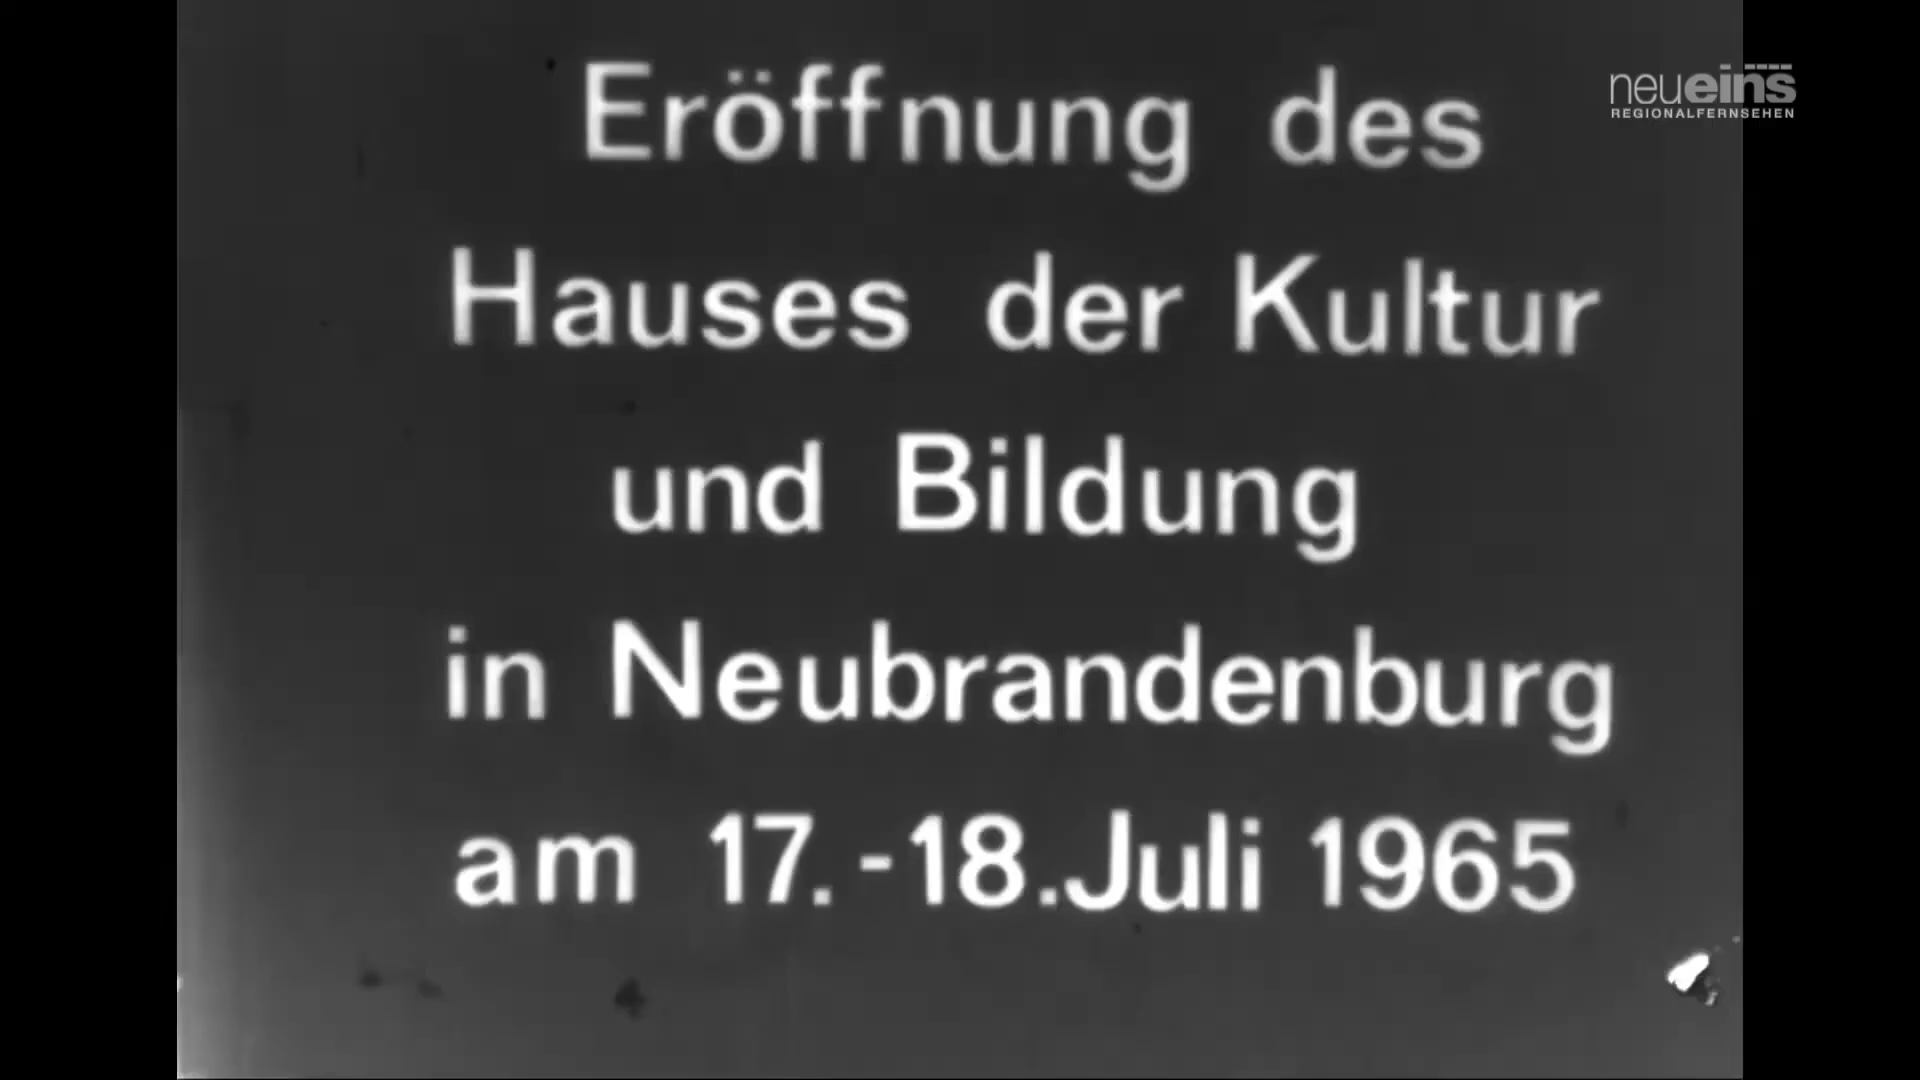 Eröffnung des
neueins
REGIONALFERNSEHEN
Hauses der Kultur
und Bildung
in Neubrandenburg
am 17.-18.Juli 1965